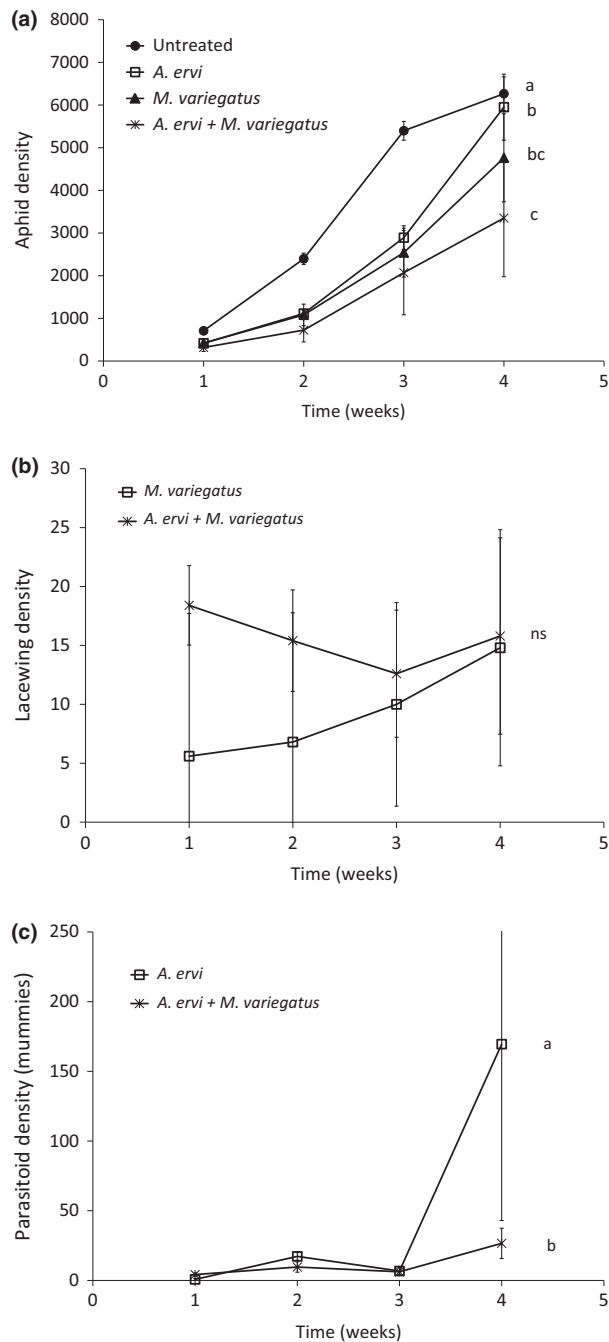 (a)
8000
7000
6000
5000
4000
3000
2000
1000
0
Aphid density
Untreated
A. ervi
M. variegatus
A. ervi + M. variegatus
a
b
bc
c
0 1 2 3 4 5
Time (weeks)
(b)
30
25
20
15
10
5
0
Lacewing density
M. variegatus
A. ervi + M. variegatus
ns
0 1 2 3 4 5
Time (weeks)
(c)
250
200
150
100
50
0
Parasitoid density (mummies)
A. ervi
A. ervi + M. variegatus
a
b
0 1 2 3 4 5
Time (weeks)